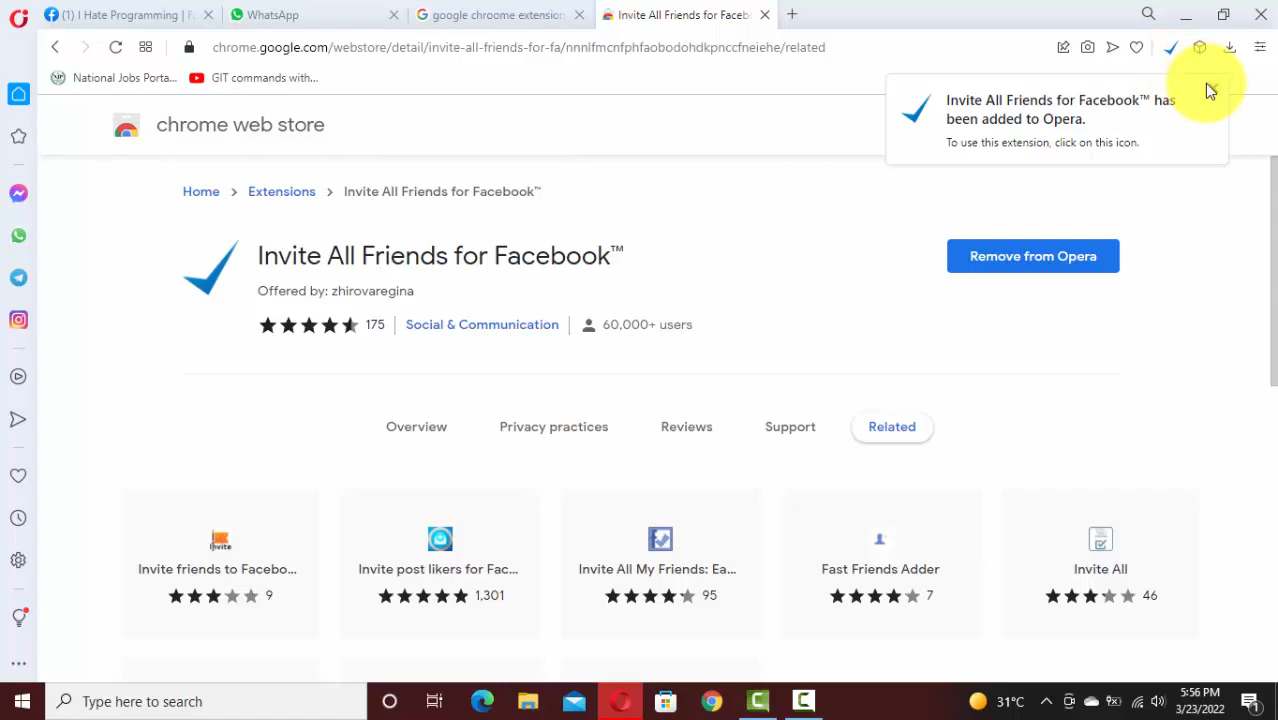 (1) I Hate Programming | Fa
WhatsApp
google chroome extension
Invite All Friends for Faceb
chrome.google.com/webstore/detail/invite-all-friends-for-fa/nnnlfmcnfphfaobodohdkpnccfneiehe/related
National Jobs Porta...
GIT commands with...
chrome web store
Invite All Friends for Facebook™ has
been added to Opera.
To use this extension, click on this icon.
Home > Extensions > Invite All Friends for Facebook™
Invite All Friends for Facebook™
Remove from Opera
Offered by: zhirovaregina
175
Social & Communication
60,000+ users
Overview
Privacy practices
Reviews
Support
Related
Invite
Invite friends to Facebo...
9
Invite post likers for Fac...
1,301
Invite All My Friends: Ea...
95
Fast Friends Adder
7
Invite All
46
Type here to search
31°C
5:56 PM
3/23/2022
1